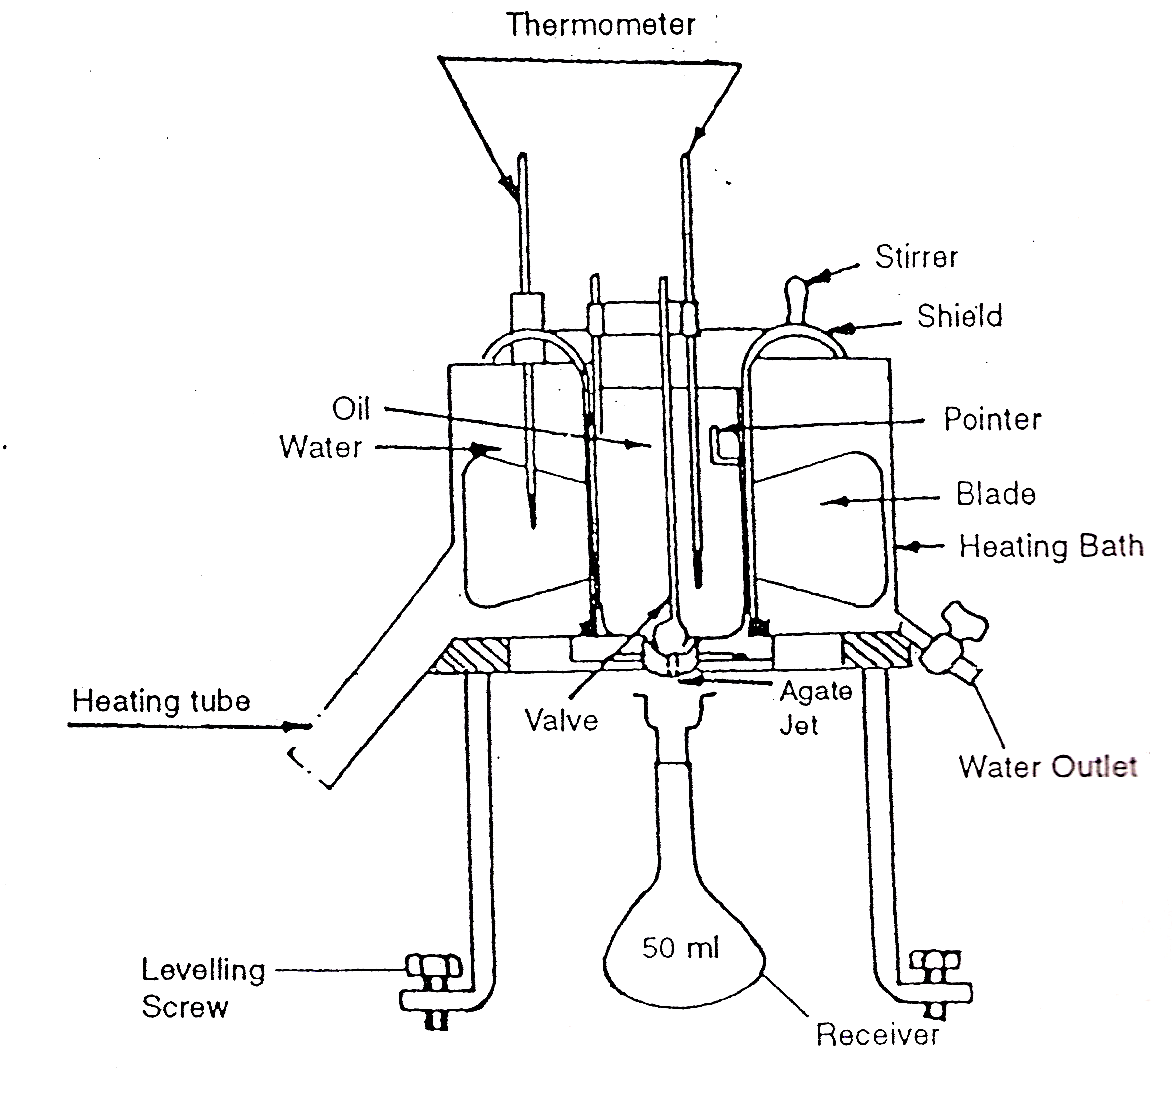 Thermometer
Stirrer
Shield
Oil
Pointer
Water
Blade
Heating Bath
Heating tube
Valve
Agate
Jet
Water Outlet
50 ml
Levelling
Screw
Receiver